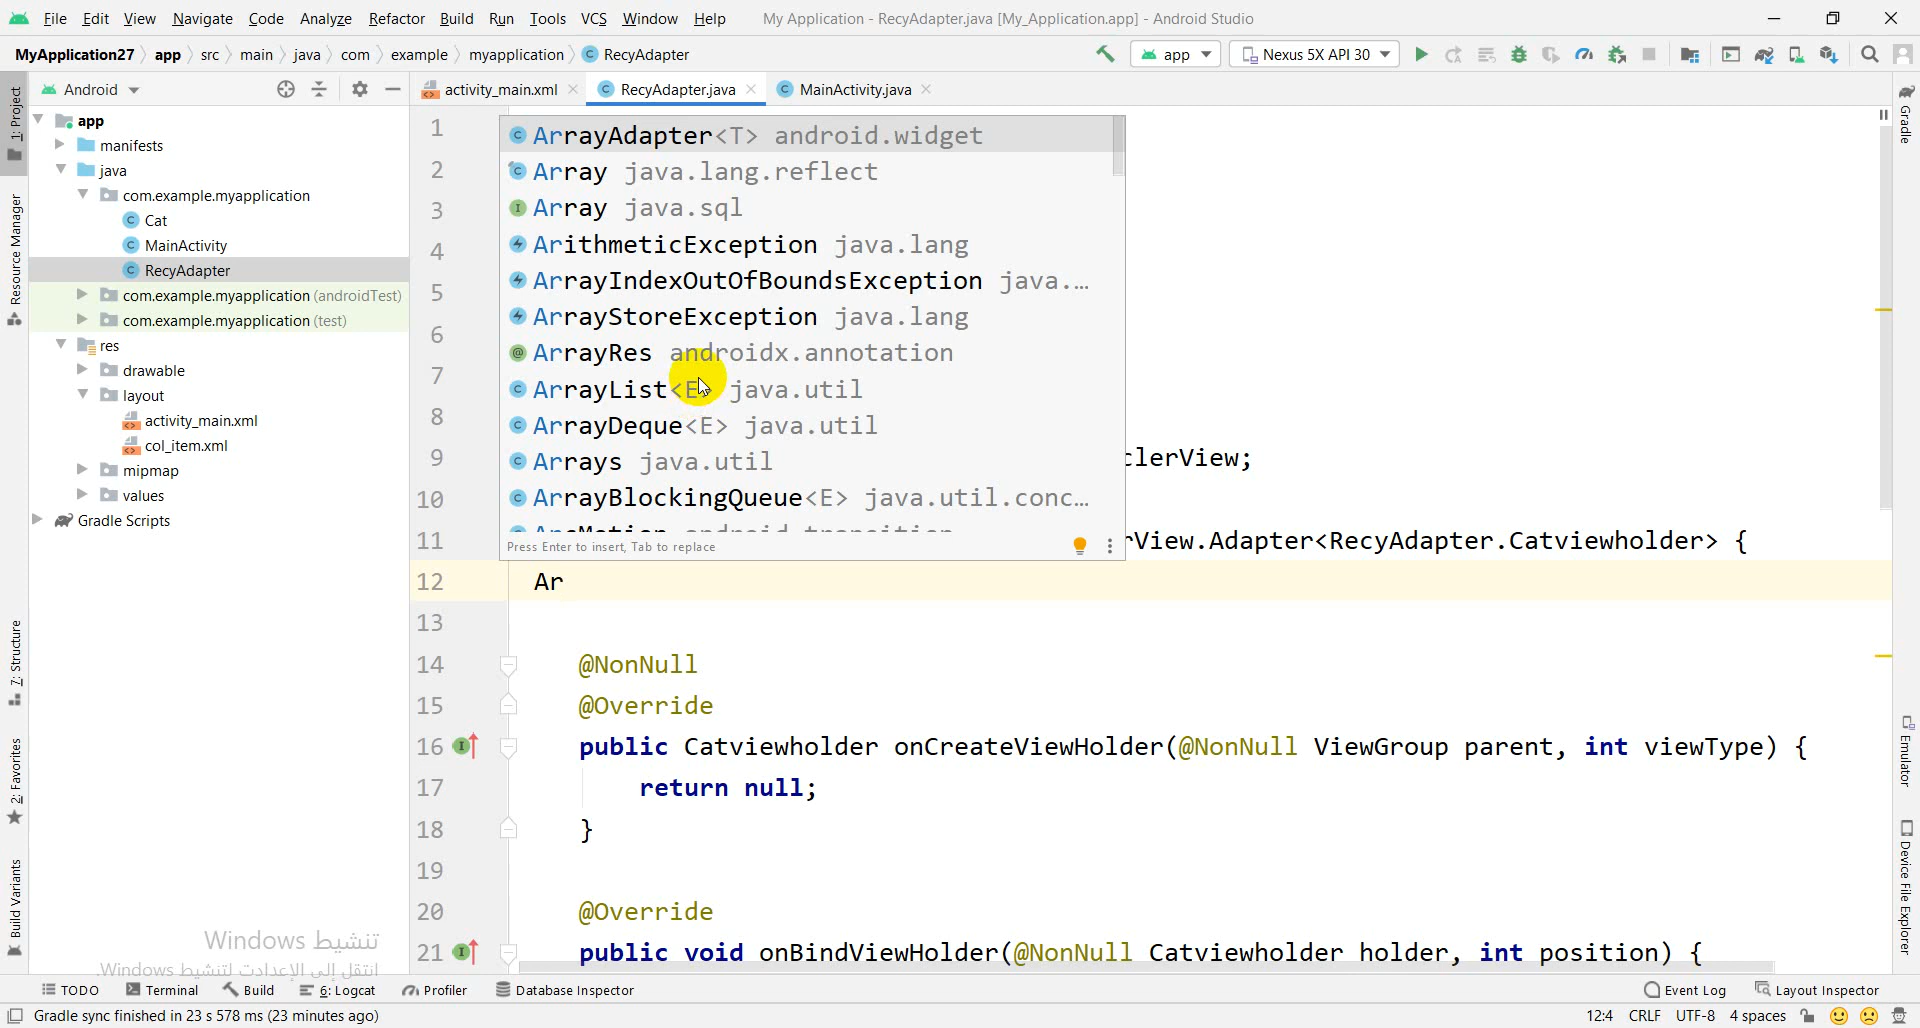 File Edit View Navigate Code Analyze Refactor Build Run Tools VCS Window Help My Application - RecyAdapter.java [My_Application.app] - Android Studio
MyApplication27 app src main java com example myapplication RecyAdapter app Nexus 5X API 30
Android
activity_main.xml RecyAdapter.java MainActivity.java
1: Project
Resource Manager
7: Structure
2: Favorites
Build Variants
app
manifests
java
com.example.myapplication
Cat
MainActivity
RecyAdapter
com.example.myapplication (androidTest)
com.example.myapplication (test)
res
drawable
layout
activity_main.xml
col_item.xml
mipmap
values
Gradle Scripts
1
2
3
4
5
6
7
8
9 clerView;
10
11 rView.Adapter<RecyAdapter.Catviewholder> {
ArrayAdapter<T> android.widget
Array java.lang.reflect
Array java.sql
ArithmeticException java.lang
ArrayIndexOutOfBoundsException java.…
ArrayStoreException java.lang
ArrayRes androidx.annotation
ArrayList<E> java.util
ArrayDeque<E> java.util
Arrays java.util
ArrayBlockingQueue<E> java.util.conc…
ArcMotion android.transition
Press Enter to insert, Tab to replace
12 Ar
13
14 @NonNull
15 @Override
16 public Catviewholder onCreateViewHolder(@NonNull ViewGroup parent, int viewType) {
17 return null;
18 }
19
20 @Override
21 public void onBindViewHolder(@NonNull Catviewholder holder, int position) {
Gradle
Emulator
Device File Explorer
تنشيط Windows
انتقل إلى الإعدادات لتنشيط Windows.
TODO Terminal Build 6: Logcat Profiler Database Inspector Event Log Layout Inspector
Gradle sync finished in 23 s 578 ms (23 minutes ago) 12:4 CRLF UTF-8 4 spaces